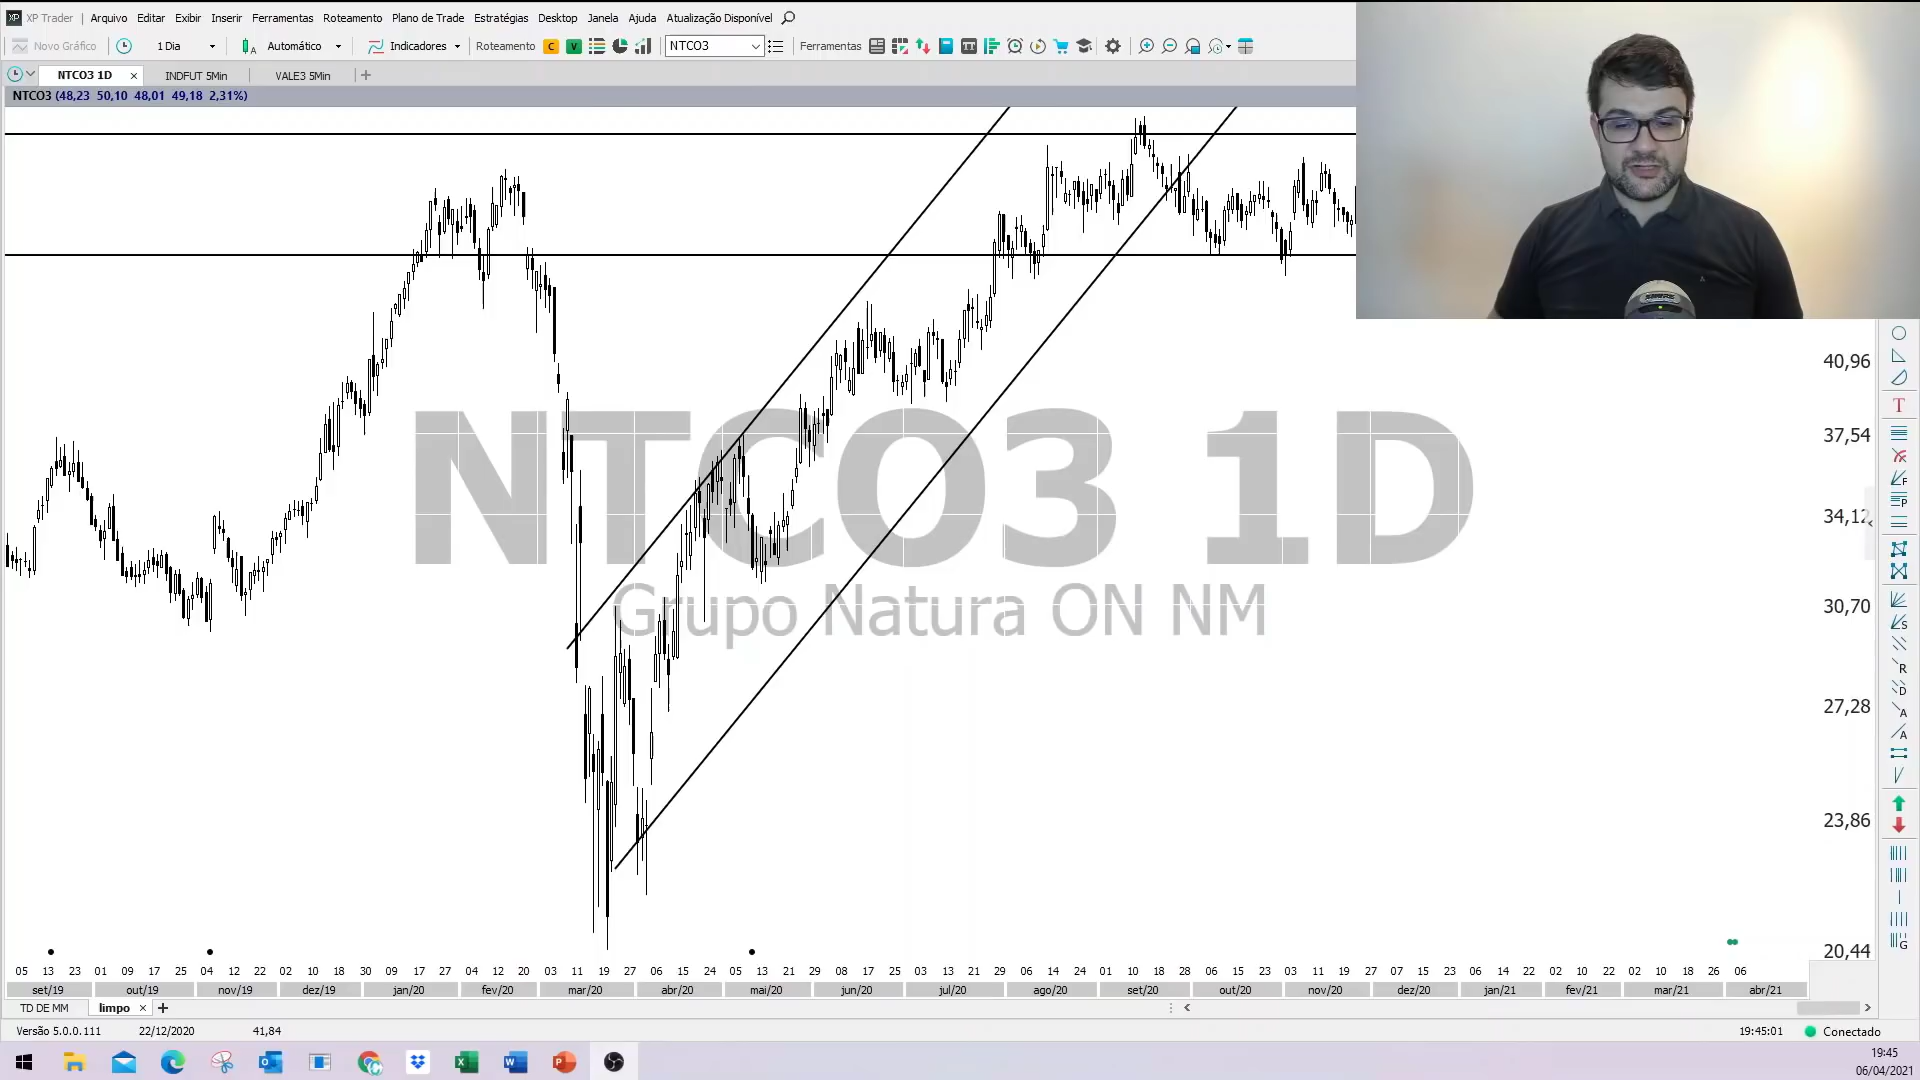 XP XP Trader Arquivo Editar Exibir Inserir Ferramentas Roteamento Plano de Trade Estratégias Desktop Janela Ajuda Atualização Disponível
Novo Gráfico 1 Dia Automático Indicadores Roteamento C V NTCO3 Ferramentas
NTCO3 1D INDFUT 5Min VALE3 5Min
NTCO3 (48,23 50,10 48,01 49,18 2,31%)
40,96
37,54
34,12
30,70
27,28
23,86
20,44
NTCO3 1D
Grupo Natura ON NM
05 13 23 01 09 17 25 04 12 22 02 10 18 30 09 17 27 04 12 20 03 11 19 27 06 15 24 05 13 21 29 08 17 25 03 13 21 29 06 14 24 01 10 18 28 06 15 23 03 11 19 27 07 15 23 06 14 22 02 10 22 02 10 18 26 06
set/19 out/19 nov/19 dez/19 jan/20 fev/20 mar/20 abr/20 mai/20 jun/20 jul/20 ago/20 set/20 out/20 nov/20 dez/20 jan/21 fev/21 mar/21 abr/21
TD DE MM limpo
Versão 5.0.0.111 22/12/2020 41,84 19:45:01 Conectado
19:45
06/04/2021